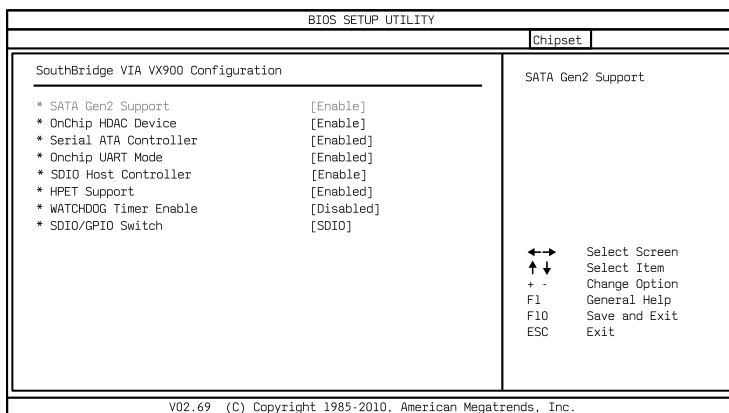 BIOS SETUP UTILITY
Chipset
SouthBridge VIA VX900 Configuration
* SATA Gen2 Support [Enable]
* OnChip HDAC Device [Enable]
* Serial ATA Controller [Enabled]
* Onchip UART Mode [Enabled]
* SDIO Host Controller [Enable]
* HPET Support [Enabled]
* WATCHDOG Timer Enable [Disabled]
* SDIO/GPIO Switch [SDIO]
SATA Gen2 Support
←→ Select Screen
↑↓ Select Item
+ - Change Option
F1 General Help
F10 Save and Exit
ESC Exit
V02.69 (C) Copyright 1985-2010, American Megatrends, Inc.